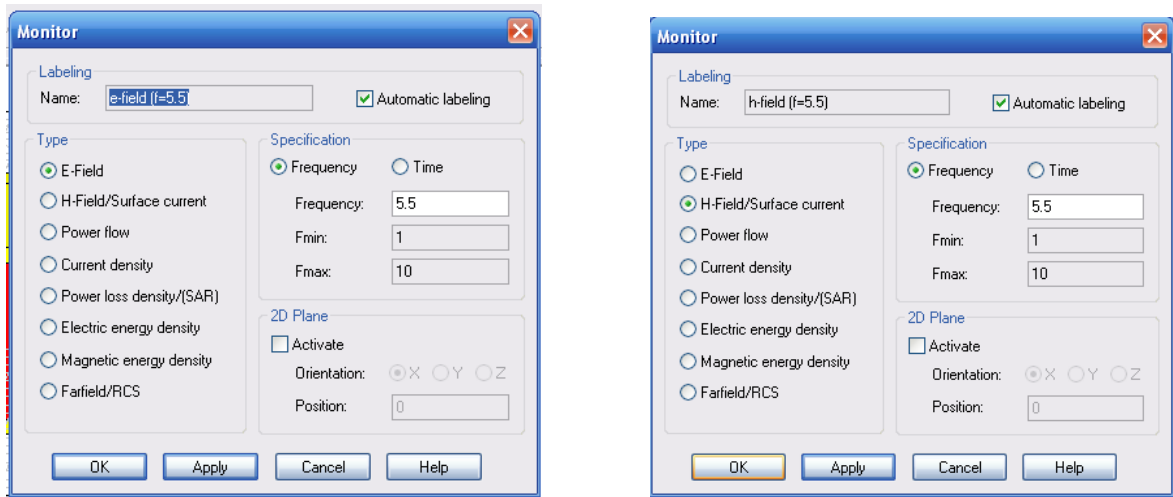 Monitor
Labeling
Name: e-field (f=5.5) Automatic labeling
Type
E-Field
H-Field/Surface current
Power flow
Current density
Power loss density/(SAR)
Electric energy density
Magnetic energy density
Farfield/RCS
Specification
Frequency Time
Frequency: 5.5
Fmin: 1
Fmax: 10
2D Plane
Activate
Orientation: X Y Z
Position: 0
OK Apply Cancel Help
Monitor
Labeling
Name: h-field (f=5.5) Automatic labeling
Type
E-Field
H-Field/Surface current
Power flow
Current density
Power loss density/(SAR)
Electric energy density
Magnetic energy density
Farfield/RCS
Specification
Frequency Time
Frequency: 5.5
Fmin: 1
Fmax: 10
2D Plane
Activate
Orientation: X Y Z
Position: 0
OK Apply Cancel Help